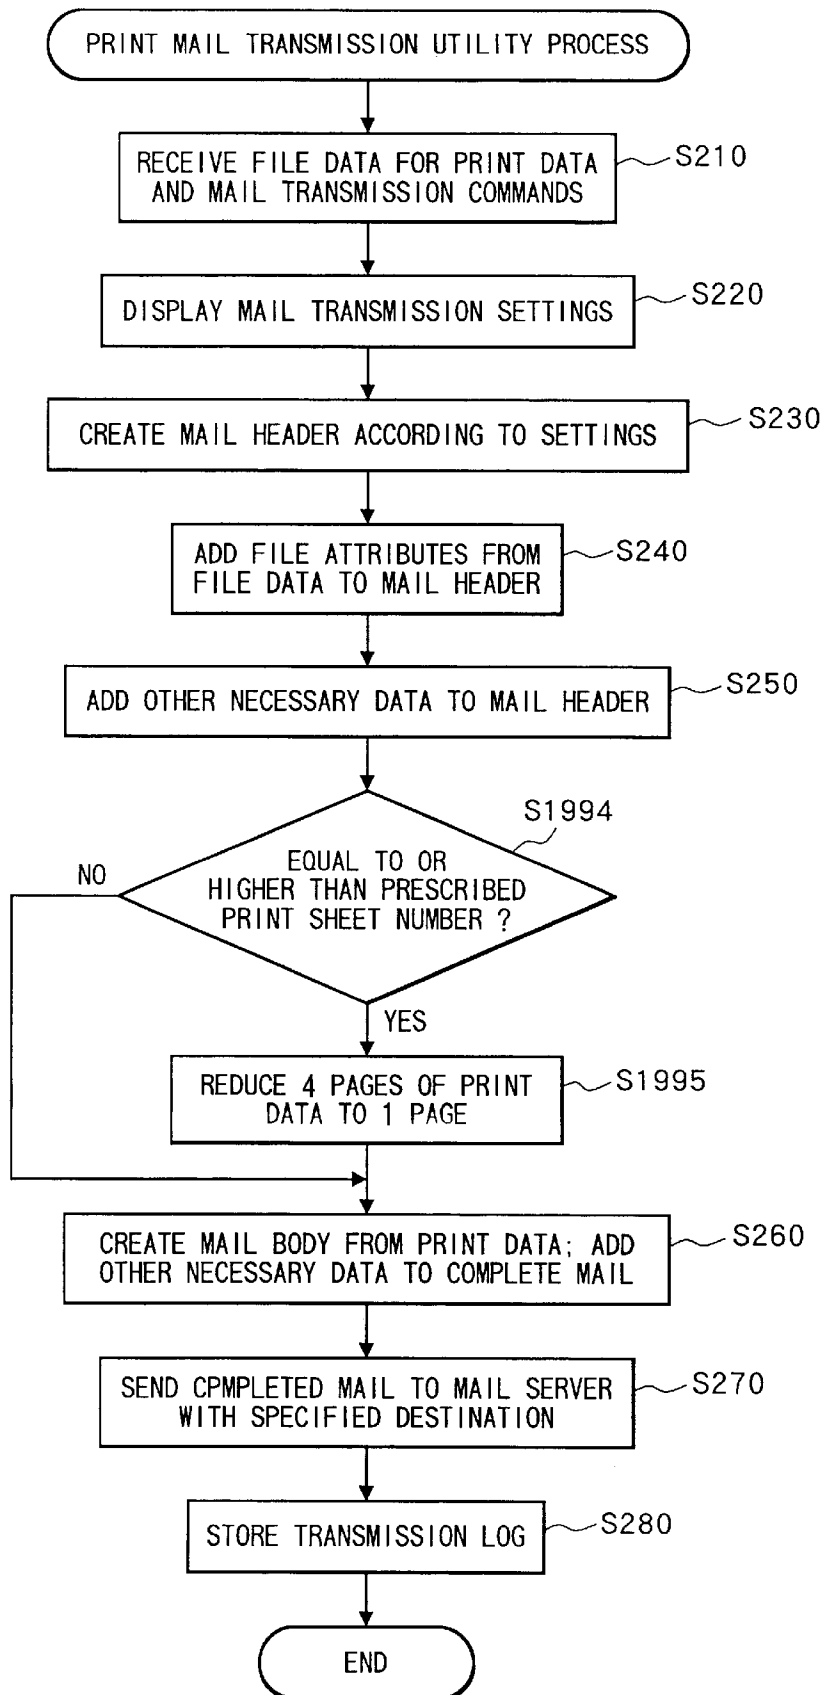 PRINT MAIL TRANSMISSION UTILITY PROCESS
RECEIVE FILE DATA FOR PRINT DATA
AND MAIL TRANSMISSION COMMANDS
S210
DISPLAY MAIL TRANSMISSION SETTINGS
S220
CREATE MAIL HEADER ACCORDING TO SETTINGS
S230
ADD FILE ATTRIBUTES FROM
FILE DATA TO MAIL HEADER
S240
ADD OTHER NECESSARY DATA TO MAIL HEADER
S250
S1994
EQUAL TO OR
HIGHER THAN PRESCRIBED
PRINT SHEET NUMBER ?
NO
YES
REDUCE 4 PAGES OF PRINT
DATA TO 1 PAGE
S1995
CREATE MAIL BODY FROM PRINT DATA; ADD
OTHER NECESSARY DATA TO COMPLETE MAIL
S260
SEND CPMPLETED MAIL TO MAIL SERVER
WITH SPECIFIED DESTINATION
S270
STORE TRANSMISSION LOG
S280
END